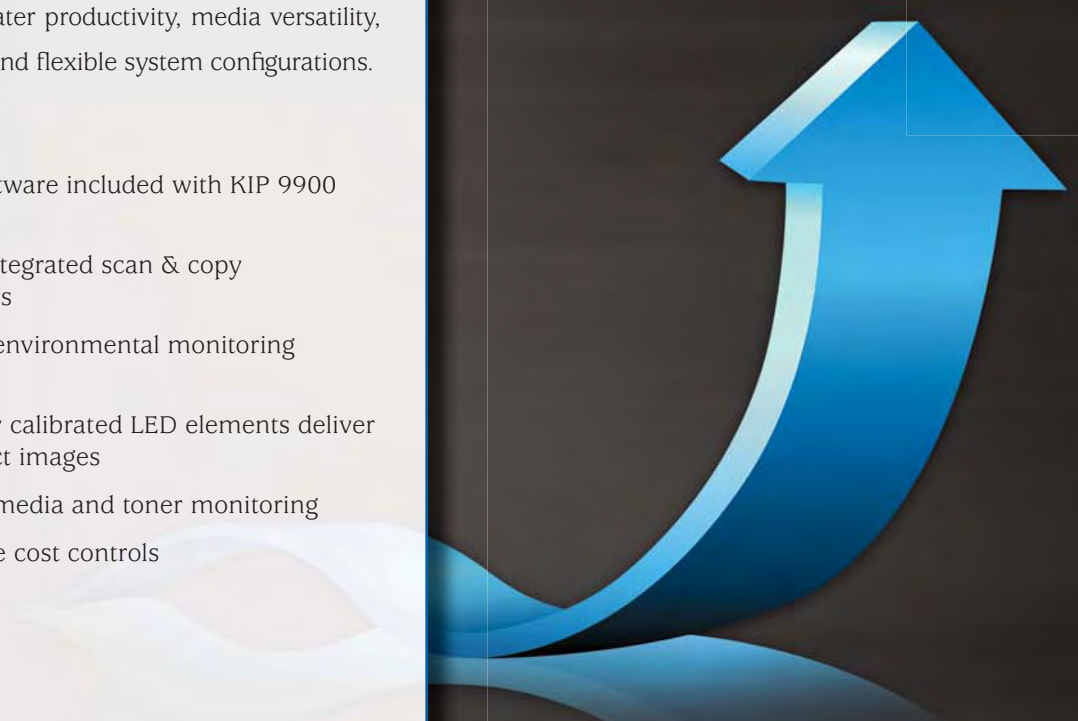 ater productivity, media versatility,
nd flexible system configurations.
tware included with KIP 9900
tegrated scan & copy
s
environmental monitoring
calibrated LED elements deliver
ct images
media and toner monitoring
e cost controls